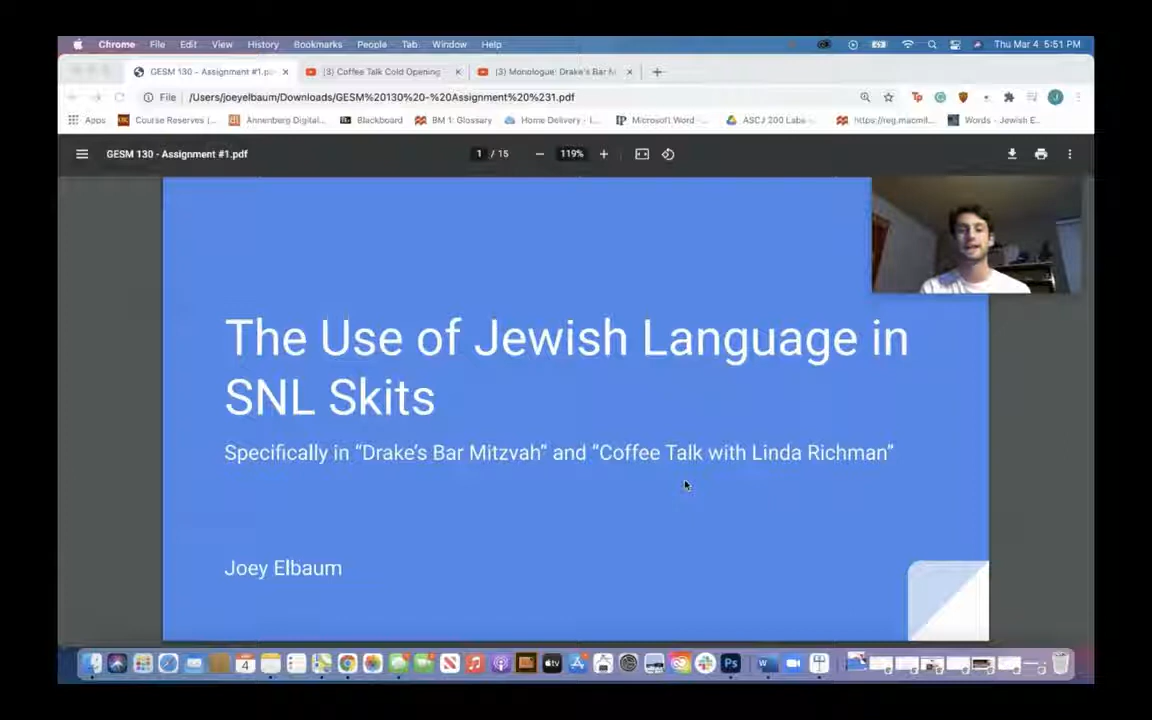 Chrome File Edit View History Bookmarks People Tab Window Help Thu Mar 4 5:51 PM
GESM 130 - Assignment #1.pdf (3) Coffee Talk Cold Opening (3) Monologue: Drake's Bar M
File /Users/joeyelbaum/Downloads/GESM%20130%20-%20Assignment%20%231.pdf
Apps Course Reserves (... Annenberg Digital... Blackboard BM 1: Glossary Home Delivery - I... Microsoft Word -... ASCJ 200 Labs - https://reg.macmil... Words - Jewish E...
GESM 130 - Assignment #1.pdf 1 / 15 119%
The Use of Jewish Language in
SNL Skits
Specifically in “Drake’s Bar Mitzvah” and “Coffee Talk with Linda Richman”
Joey Elbaum